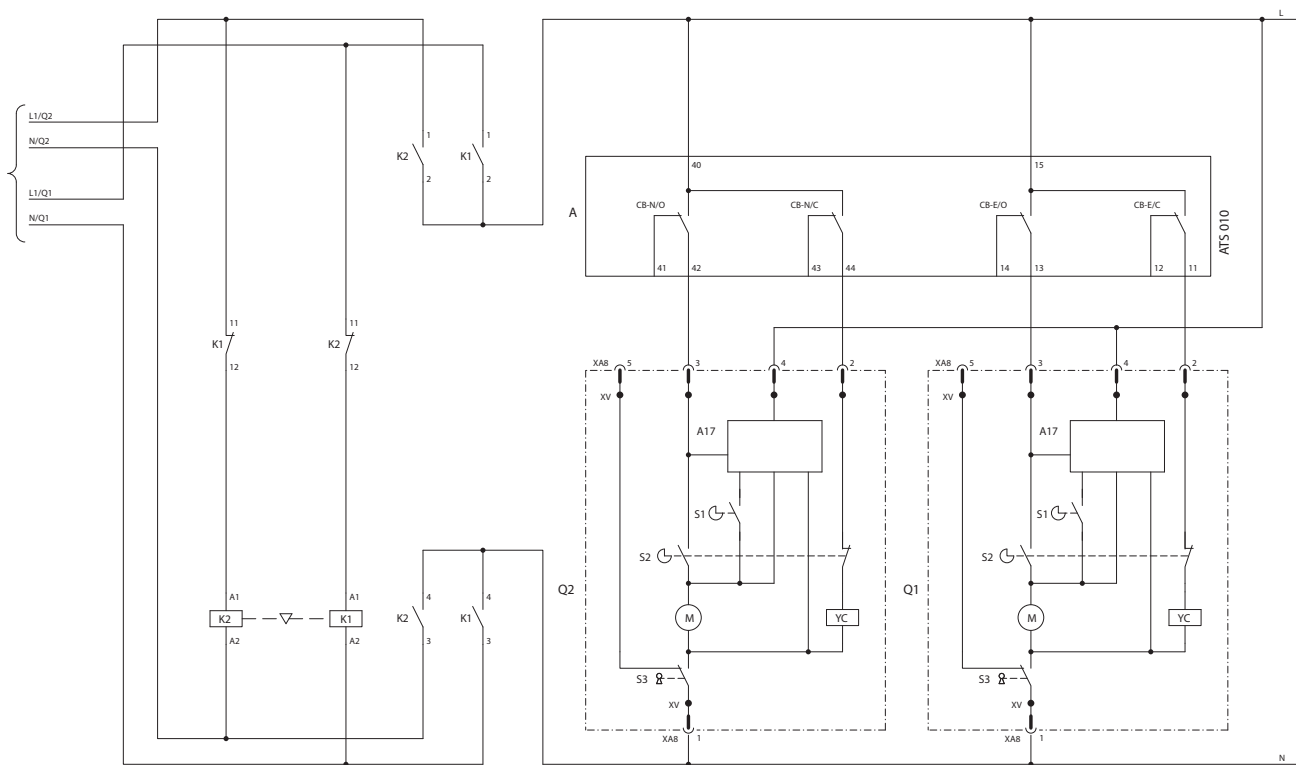 L
L1/Q2
N/Q2
L1/Q1
N/Q1
1 1
K2 K1
2 2
40 15
A CB-N/O CB-N/C CB-E/O CB-E/C
ATS 010
41 42 43 44 14 13 12 11
11 11
K1 K2
12 12
XA8 5 3 4 2 XA8 5 3 4 2
XV XV
A17 A17
S1 S1
S2 S2
Q2 Q1
A1 A1 4 4
K2 K1 K2 K1 M YC M YC
A2 A2 3 3
S3 S3
XV XV
XA8 1 XA8 1
N